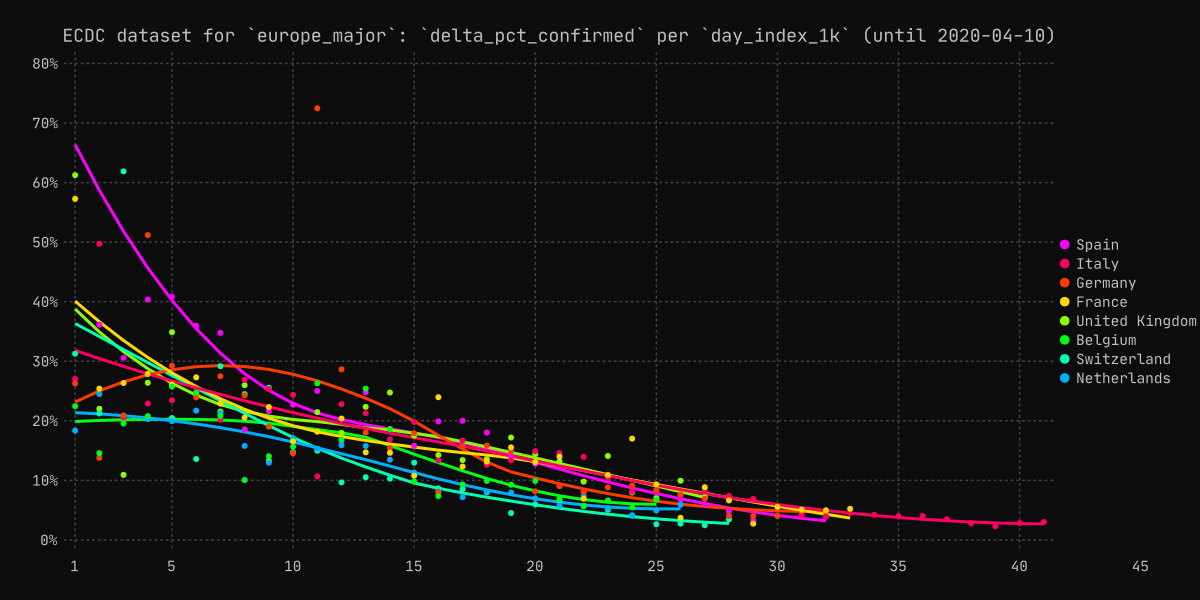 ECDC dataset for `europe_major`: `delta_pct_confirmed` per `day_index_1k` (until 2020-04-10)
80%
70%
60%
50%
40%
30%
20%
10%
0%
Spain
Italy
Germany
France
United Kingdom
Belgium
Switzerland
Netherlands
1 5 10 15 20 25 30 35 40 45